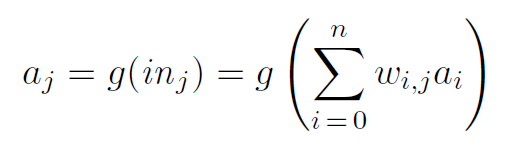 a_j = g(in_j) = g \left( \sum_{i=0}^{n} w_{i,j} a_i \right)